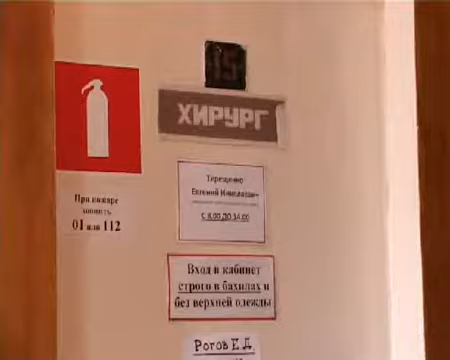 15
ХИРУРГ
Терещенко
Евгений Николаевич
С 8.00 ДО 14.00
При пожаре
звонить
01 или 112
Вход в кабинет
строго в бахилах и
без верхней одежды
Рогов Е.Д.